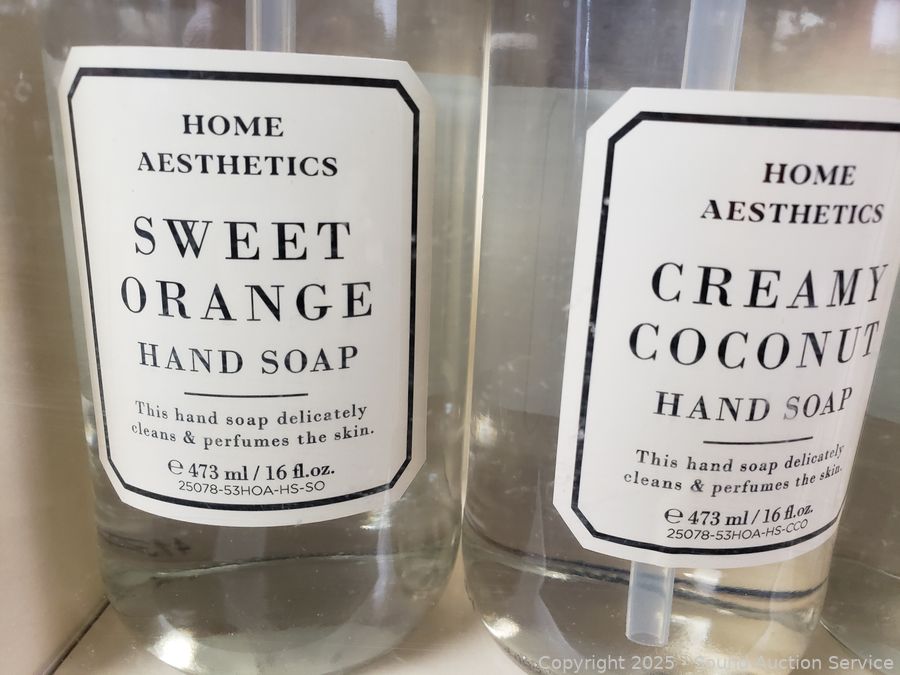 HOME
AESTHETICS
SWEET
ORANGE
HAND SOAP
This hand soap delicately
cleans & perfumes the skin.
℮ 473 ml / 16 fl.oz.
25078-53HOA-HS-SO
HOME
AESTHETICS
CREAMY
COCONUT
HAND SOAP
This hand soap delicately
cleans & perfumes the skin.
℮ 473 ml / 16 fl.oz.
25078-53HOA-HS-CCO
Copyright 2025 - Sound Auction Service